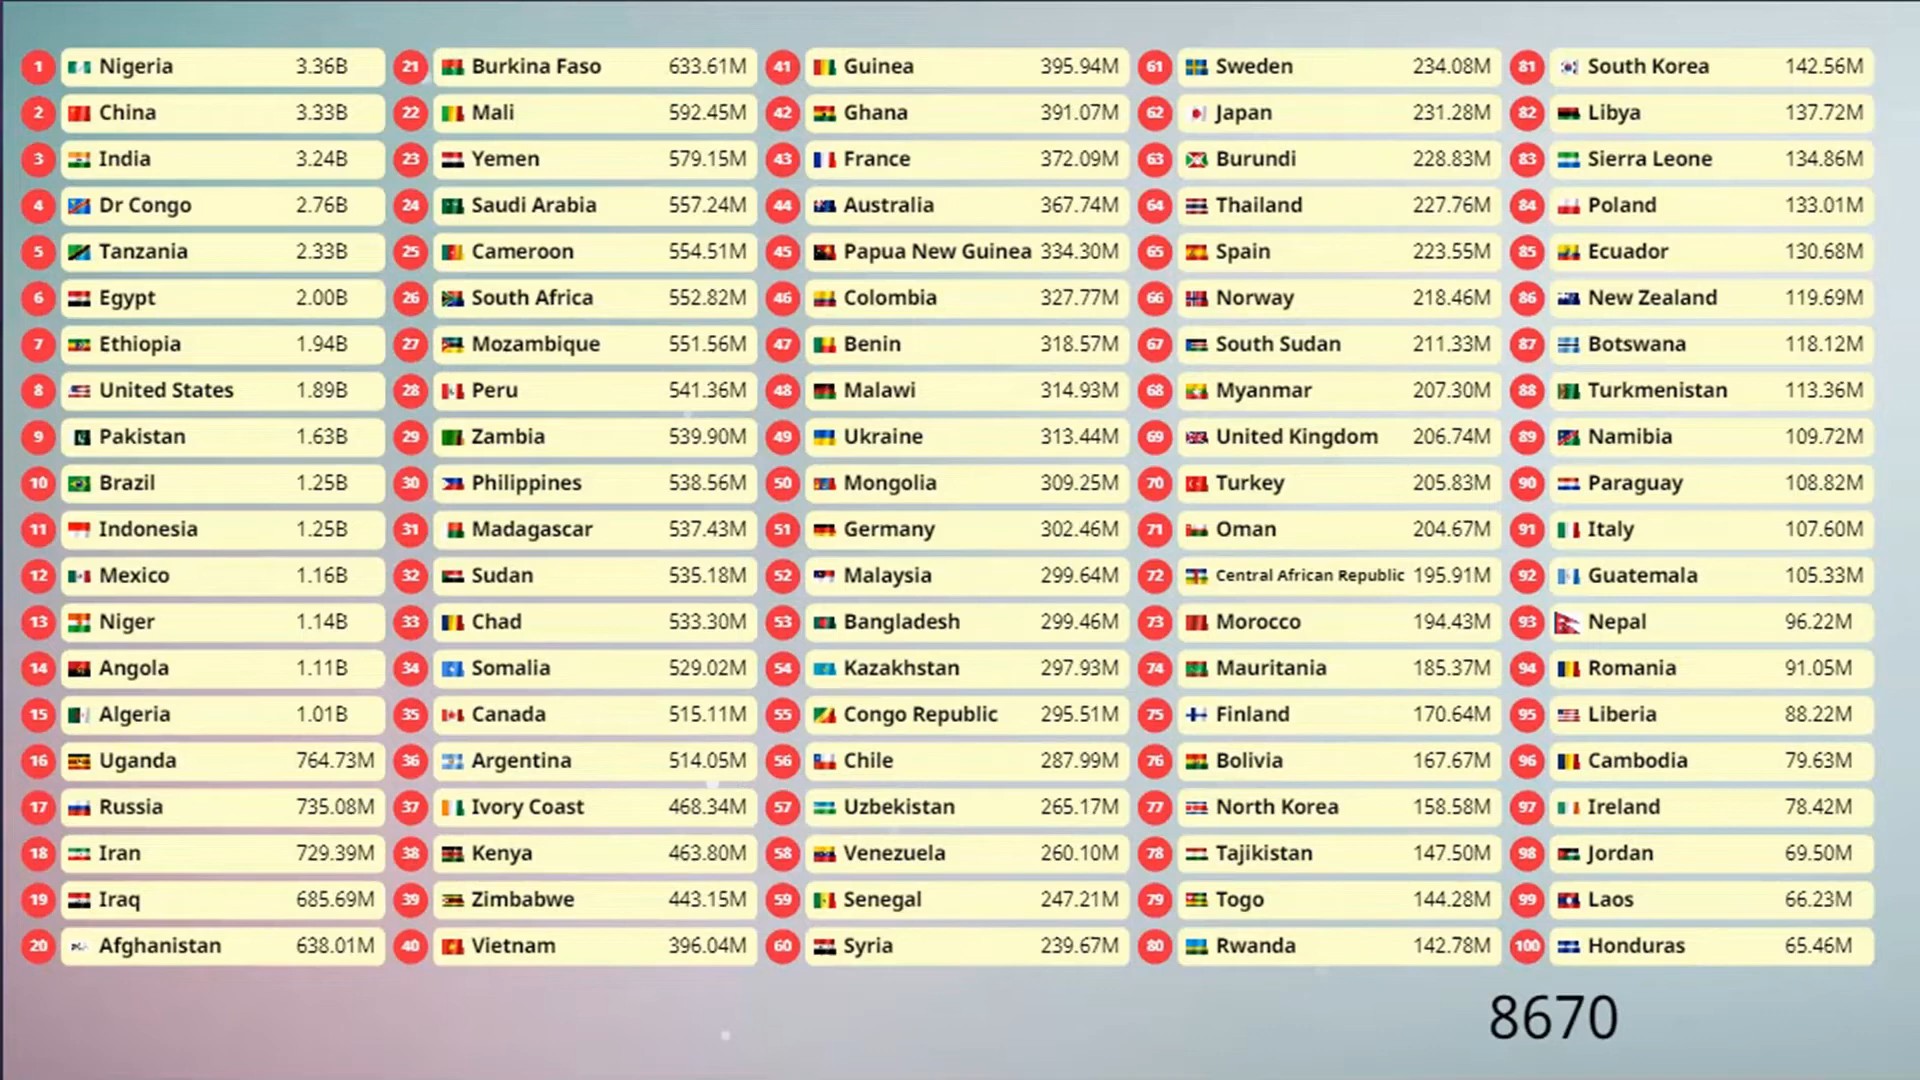 1 Nigeria 3.36B
2 China 3.33B
3 India 3.24B
4 Dr Congo 2.76B
5 Tanzania 2.33B
6 Egypt 2.00B
7 Ethiopia 1.94B
8 United States 1.89B
9 Pakistan 1.63B
10 Brazil 1.25B
11 Indonesia 1.25B
12 Mexico 1.16B
13 Niger 1.14B
14 Angola 1.11B
15 Algeria 1.01B
16 Uganda 764.73M
17 Russia 735.08M
18 Iran 729.39M
19 Iraq 685.69M
20 Afghanistan 638.01M
21 Burkina Faso 633.61M
22 Mali 592.45M
23 Yemen 579.15M
24 Saudi Arabia 557.24M
25 Cameroon 554.51M
26 South Africa 552.82M
27 Mozambique 551.56M
28 Peru 541.36M
29 Zambia 539.90M
30 Philippines 538.56M
31 Madagascar 537.43M
32 Sudan 535.18M
33 Chad 533.30M
34 Somalia 529.02M
35 Canada 515.11M
36 Argentina 514.05M
37 Ivory Coast 468.34M
38 Kenya 463.80M
39 Zimbabwe 443.15M
40 Vietnam 396.04M
41 Guinea 395.94M
42 Ghana 391.07M
43 France 372.09M
44 Australia 367.74M
45 Papua New Guinea 334.30M
46 Colombia 327.77M
47 Benin 318.57M
48 Malawi 314.93M
49 Ukraine 313.44M
50 Mongolia 309.25M
51 Germany 302.46M
52 Malaysia 299.64M
53 Bangladesh 299.46M
54 Kazakhstan 297.93M
55 Congo Republic 295.51M
56 Chile 287.99M
57 Uzbekistan 265.17M
58 Venezuela 260.10M
59 Senegal 247.21M
60 Syria 239.67M
61 Sweden 234.08M
62 Japan 231.28M
63 Burundi 228.83M
64 Thailand 227.76M
65 Spain 223.55M
66 Norway 218.46M
67 South Sudan 211.33M
68 Myanmar 207.30M
69 United Kingdom 206.74M
70 Turkey 205.83M
71 Oman 204.67M
72 Central African Republic 195.91M
73 Morocco 194.43M
74 Mauritania 185.37M
75 Finland 170.64M
76 Bolivia 167.67M
77 North Korea 158.58M
78 Tajikistan 147.50M
79 Togo 144.28M
80 Rwanda 142.78M
81 South Korea 142.56M
82 Libya 137.72M
83 Sierra Leone 134.86M
84 Poland 133.01M
85 Ecuador 130.68M
86 New Zealand 119.69M
87 Botswana 118.12M
88 Turkmenistan 113.36M
89 Namibia 109.72M
90 Paraguay 108.82M
91 Italy 107.60M
92 Guatemala 105.33M
93 Nepal 96.22M
94 Romania 91.05M
95 Liberia 88.22M
96 Cambodia 79.63M
97 Ireland 78.42M
98 Jordan 69.50M
99 Laos 66.23M
100 Honduras 65.46M
8670